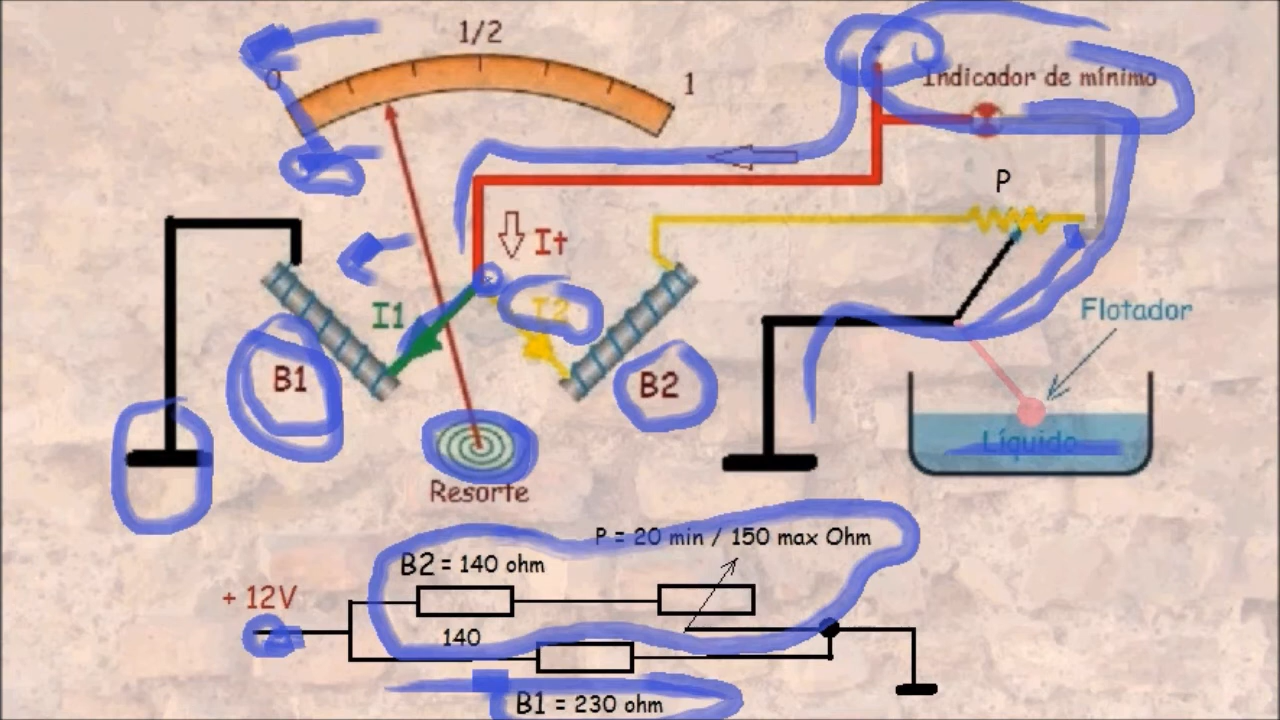 1/2
0
1
Indicador de mínimo
P
It
I1
I2
B1
B2
Flotador
Líquido
Resorte
P = 20 min / 150 max Ohm
B2 = 140 ohm
+ 12V
140
B1 = 230 ohm